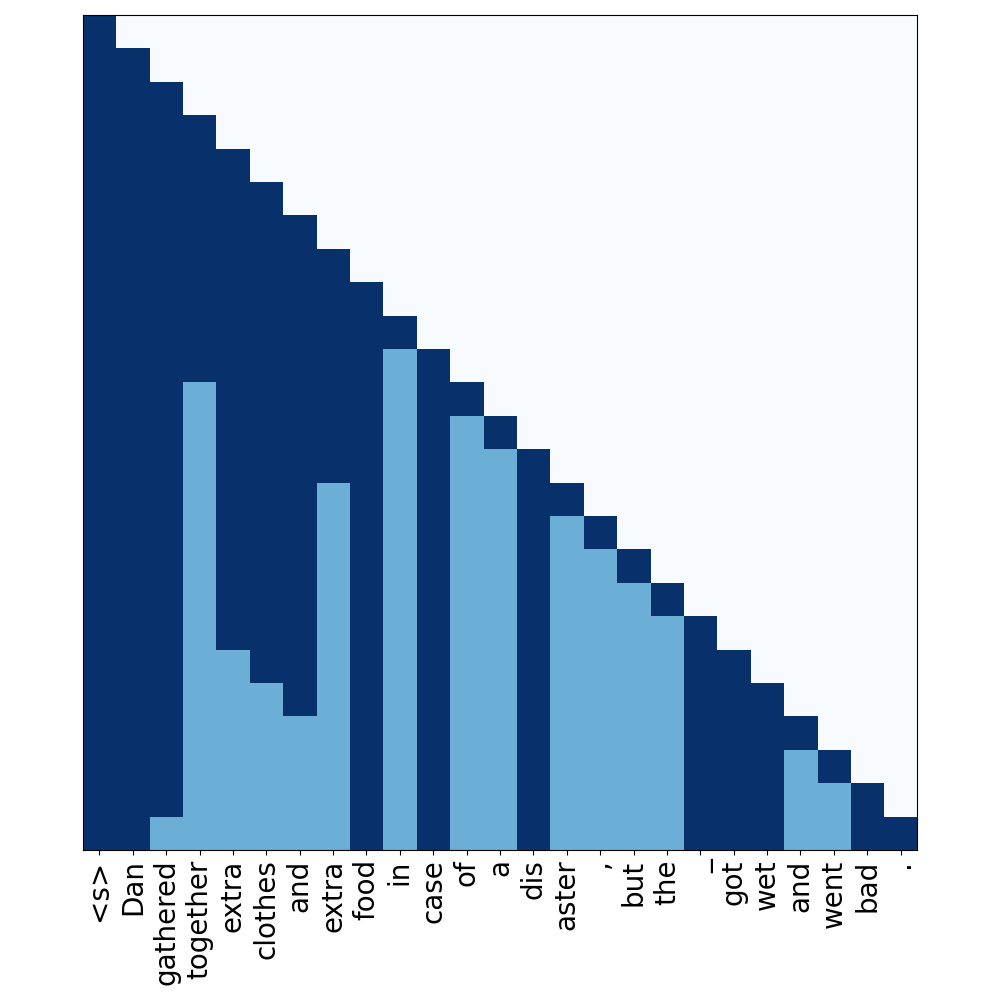 <s> Dan gathered together extra clothes and extra food in case of a dis aster , but the _ got wet and went bad .